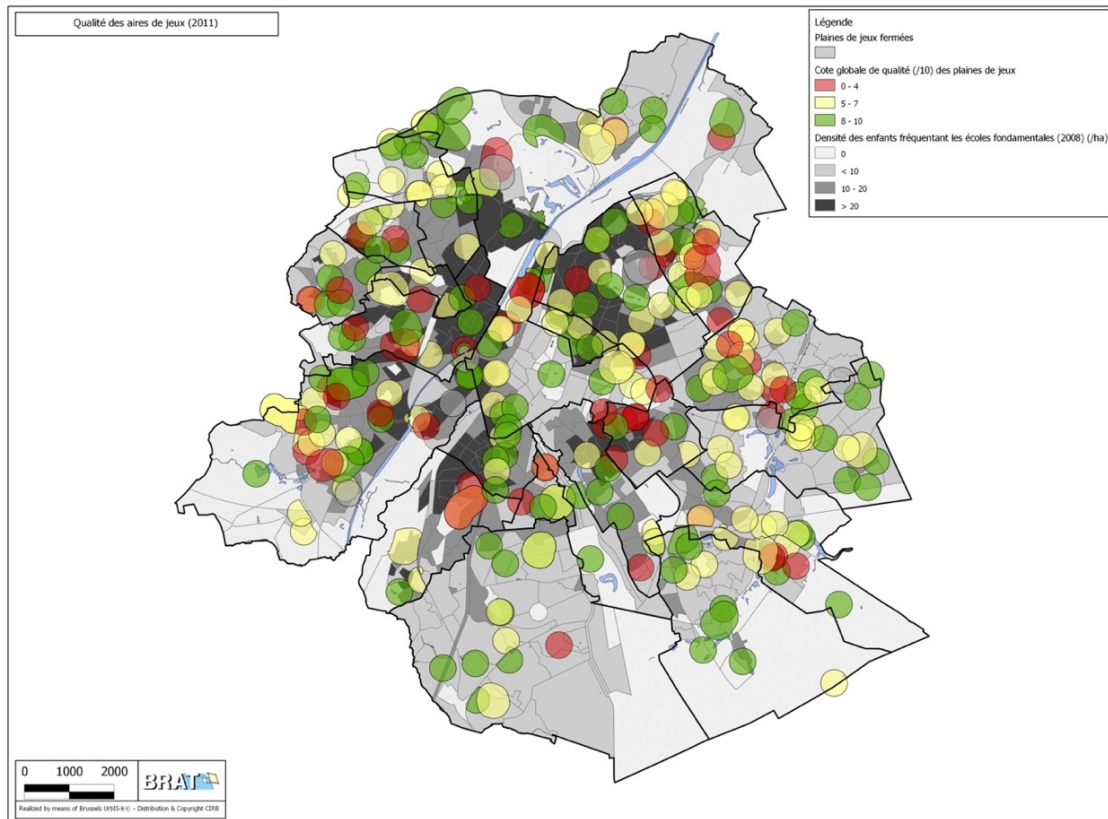 Qualité des aires de jeux (2011)
Légende
Plaines de jeux fermées
Cote globale de qualité (/10) des plaines de jeux
0 - 4
5 - 7
8 - 10
Densité des enfants fréquentant les écoles fondamentales (2008) (/ha)
0
< 10
10 - 20
> 20
0 1000 2000
BRAT
Realized by means of Brussels UrbIS®© - Distribution & Copyright CIRB